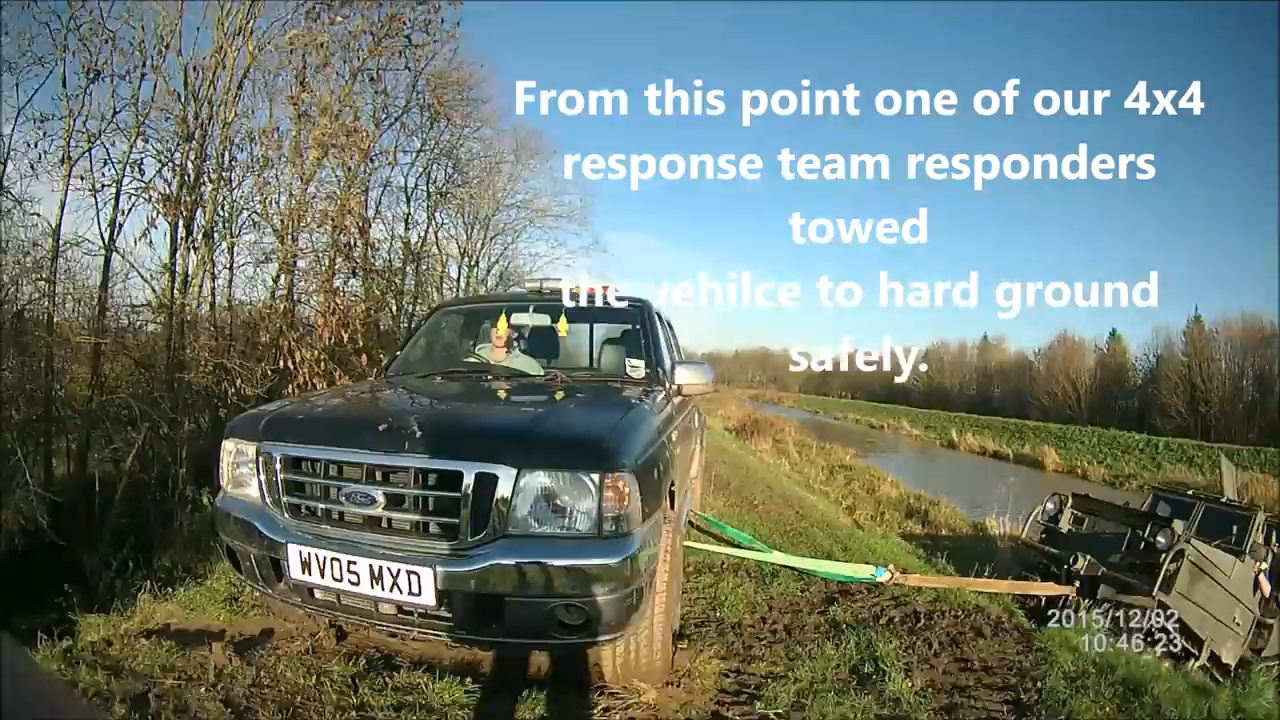 From this point one of our 4x4
response team responders
towed
the vehilce to hard ground
safely.
Ford
WV05 MXD
2015/12/02
10:46:23